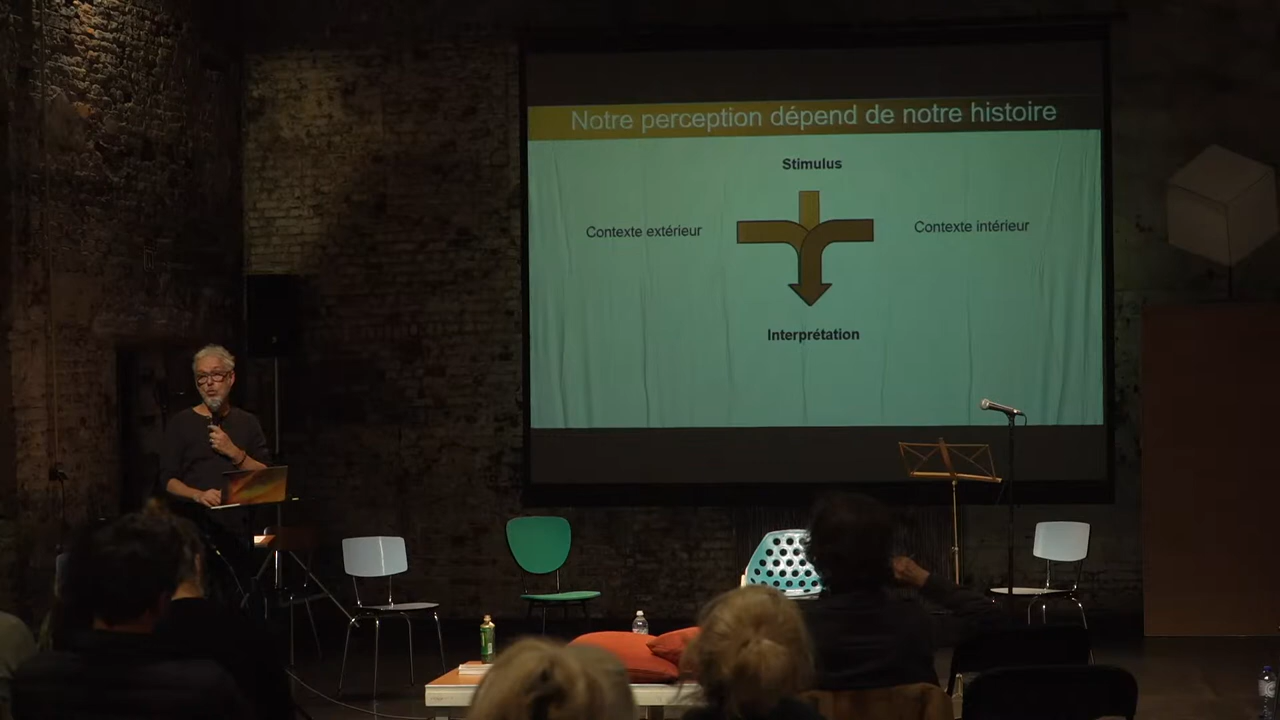 Notre perception dépend de notre histoire
Stimulus
Contexte extérieur
Contexte intérieur
Interprétation